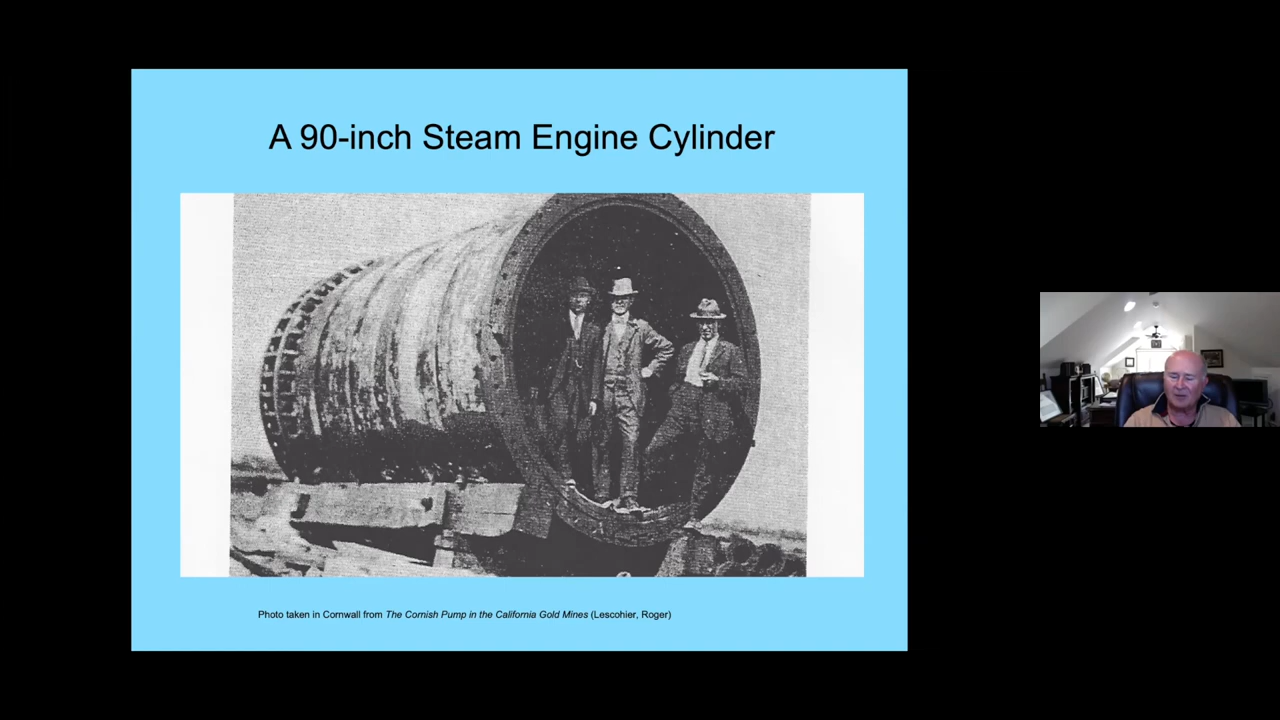 A 90-inch Steam Engine Cylinder
Photo taken in Cornwall from The Cornish Pump in the California Gold Mines (Lescohier, Roger)